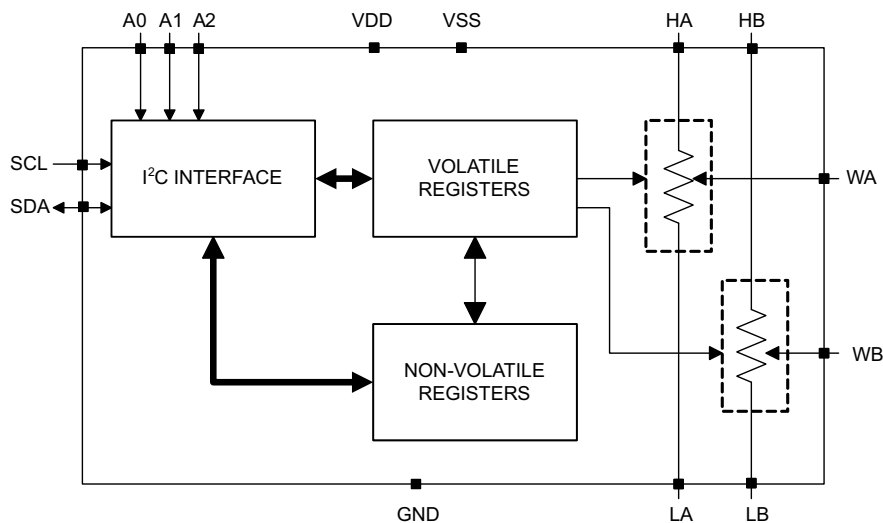 A0 A1 A2 VDD VSS HA HB
SCL
SDA
I²C INTERFACE
VOLATILE
REGISTERS
WA
NON-VOLATILE
REGISTERS
WB
GND LA LB